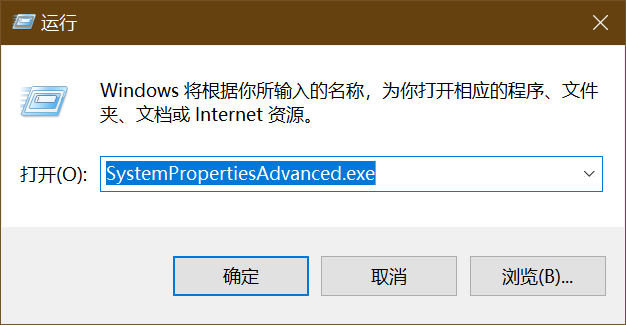 运行
Windows 将根据你所输入的名称，为你打开相应的程序、文件
夹、文档或 Internet 资源。
打开(O): SystemPropertiesAdvanced.exe
确定 取消 浏览(B)...